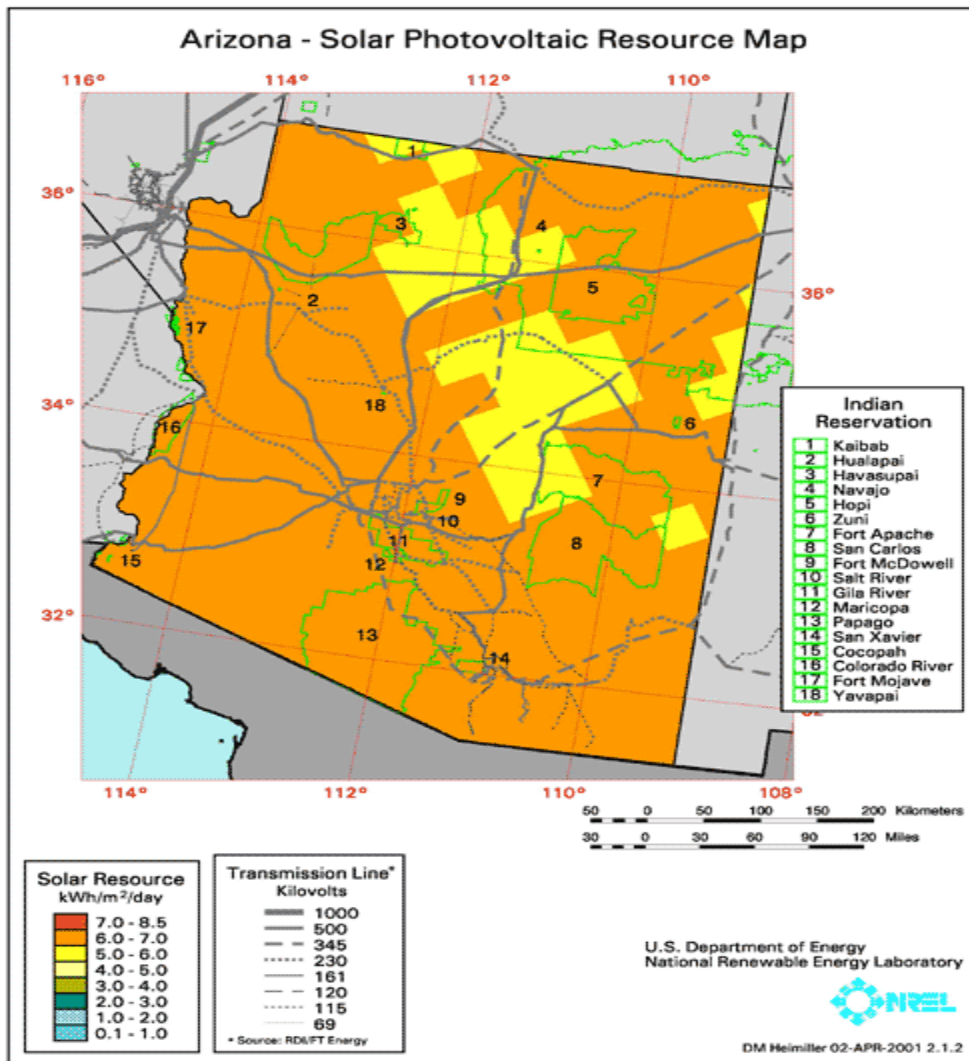 Arizona - Solar Photovoltaic Resource Map
116° 114° 112° 110°
36°
36°
34°
32°
114° 112° 110° 108°
1
3
4
2
5
17
18
16
6
7
9
10
8
11
12
15
13
14
Indian
Reservation
1 Kaibab
2 Hualapai
3 Havasupai
4 Navajo
5 Hopi
6 Zuni
7 Fort Apache
8 San Carlos
9 Fort McDowell
10 Salt River
11 Gila River
12 Maricopa
13 Papago
14 San Xavier
15 Cocopah
16 Colorado River
17 Fort Mojave
18 Yavapai
50 0 50 100 150 200 Kilometers
30 0 30 60 90 120 Miles
Solar Resource
kWh/m²/day
7.0 - 8.5
6.0 - 7.0
5.0 - 6.0
4.0 - 5.0
3.0 - 4.0
2.0 - 3.0
1.0 - 2.0
0.1 - 1.0
Transmission Line*
Kilovolts
1000
500
345
230
161
120
115
69
* Source: RDI/FT Energy
U.S. Department of Energy
National Renewable Energy Laboratory
NREL
DM Heimiller 02-APR-2001 2.1.2